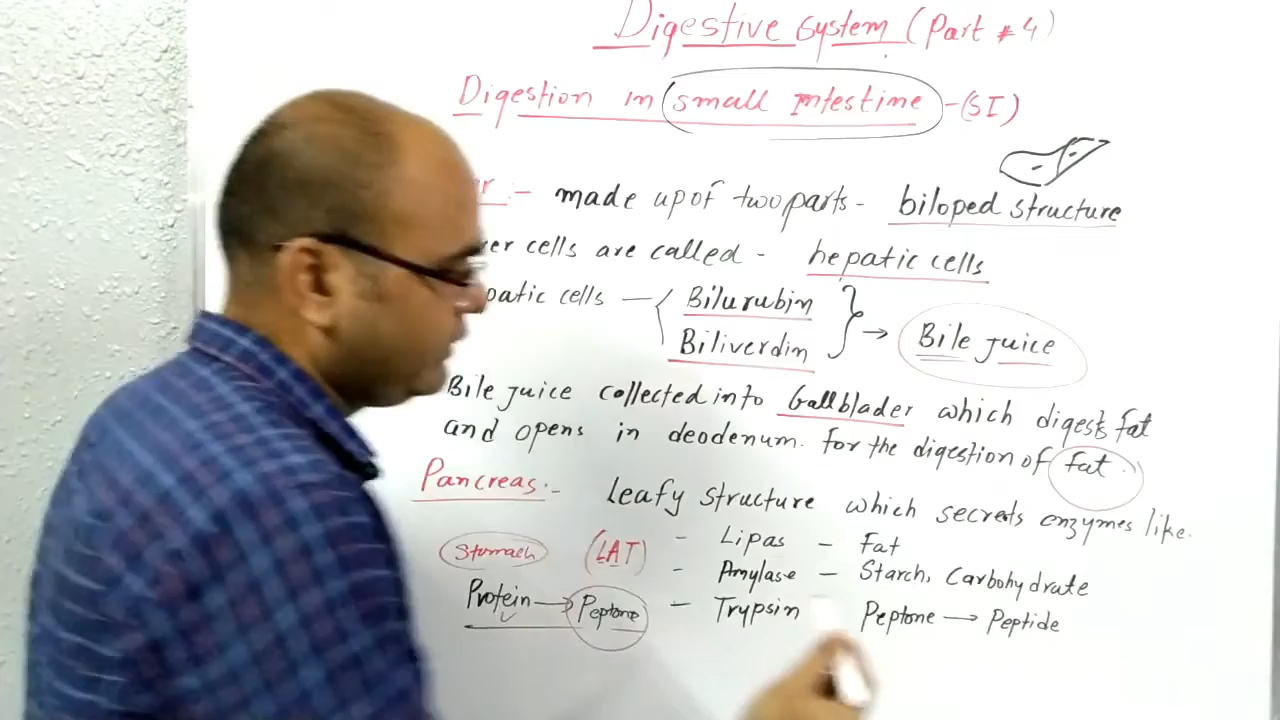 Digestive System (Part #4)
Digestion in small Intestine - (SI)
:- made up of two parts - biloped structure
cells are called - hepatic cells
cells — Bilurubin
Biliverdin
→ Bile juice
Bile juice collected into Gallblader which digests fat
and opens in deodenum. for the digestion of fat.
Pancreas:- Leafy structure which secrets enzymes like.
Stomach (LAT) - Lipas - Fat
- Amylase - Starch, Carbohydrate
Protein → Peptone - Trypsin Peptone → Peptide